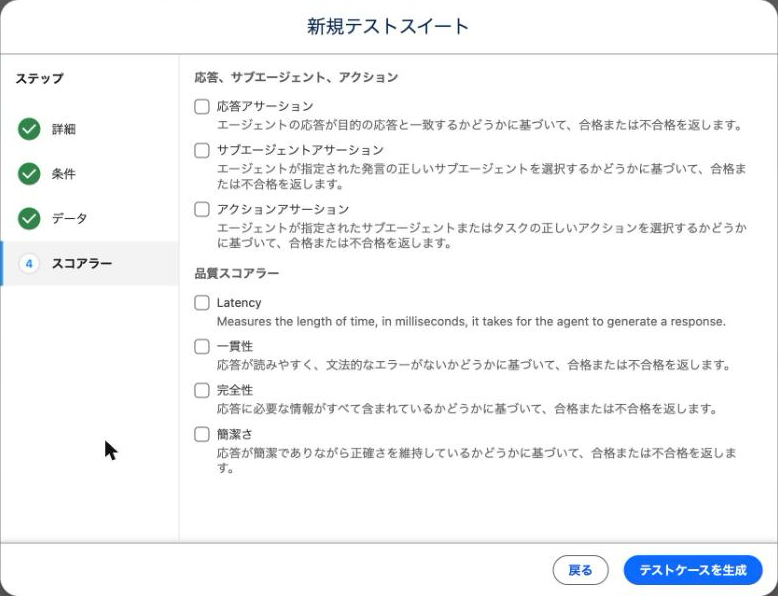 新規テストスイート
ステップ
詳細
条件
データ
4 スコアラー
応答、サブエージェント、アクション
応答アサーション
エージェントの応答が目的の応答と一致するかどうかに基づいて、合格または不合格を返します。
サブエージェントアサーション
エージェントが指定された発言の正しいサブエージェントを選択するかどうかに基づいて、合格ま
たは不合格を返します。
アクションアサーション
エージェントが指定されたサブエージェントまたはタスクの正しいアクションを選択するかどうか
に基づいて、合格または不合格を返します。
品質スコアラー
Latency
Measures the length of time, in milliseconds, it takes for the agent to generate a response.
一貫性
応答が読みやすく、文法的なエラーがないかどうかに基づいて、合格または不合格を返します。
完全性
応答に必要な情報がすべて含まれているかどうかに基づいて、合格または不合格を返します。
簡潔さ
応答が簡潔でありながら正確さを維持しているかどうかに基づいて、合格または不合格を返しま
す。
戻る
テストケースを生成